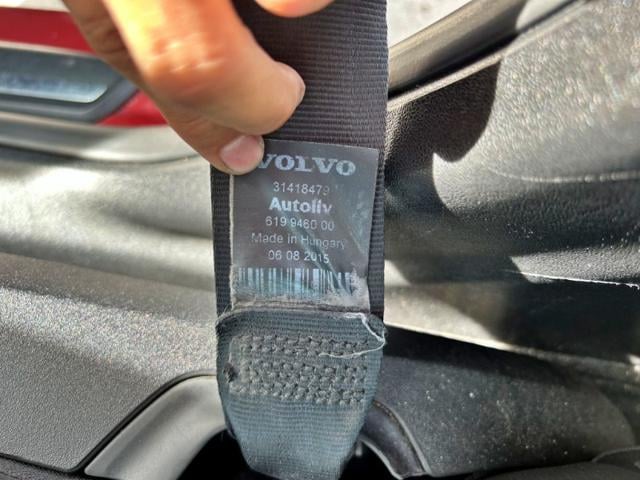 VOLVO
31418479
Autoliv
619 9460 00
Made in Hungary
06 08 2015